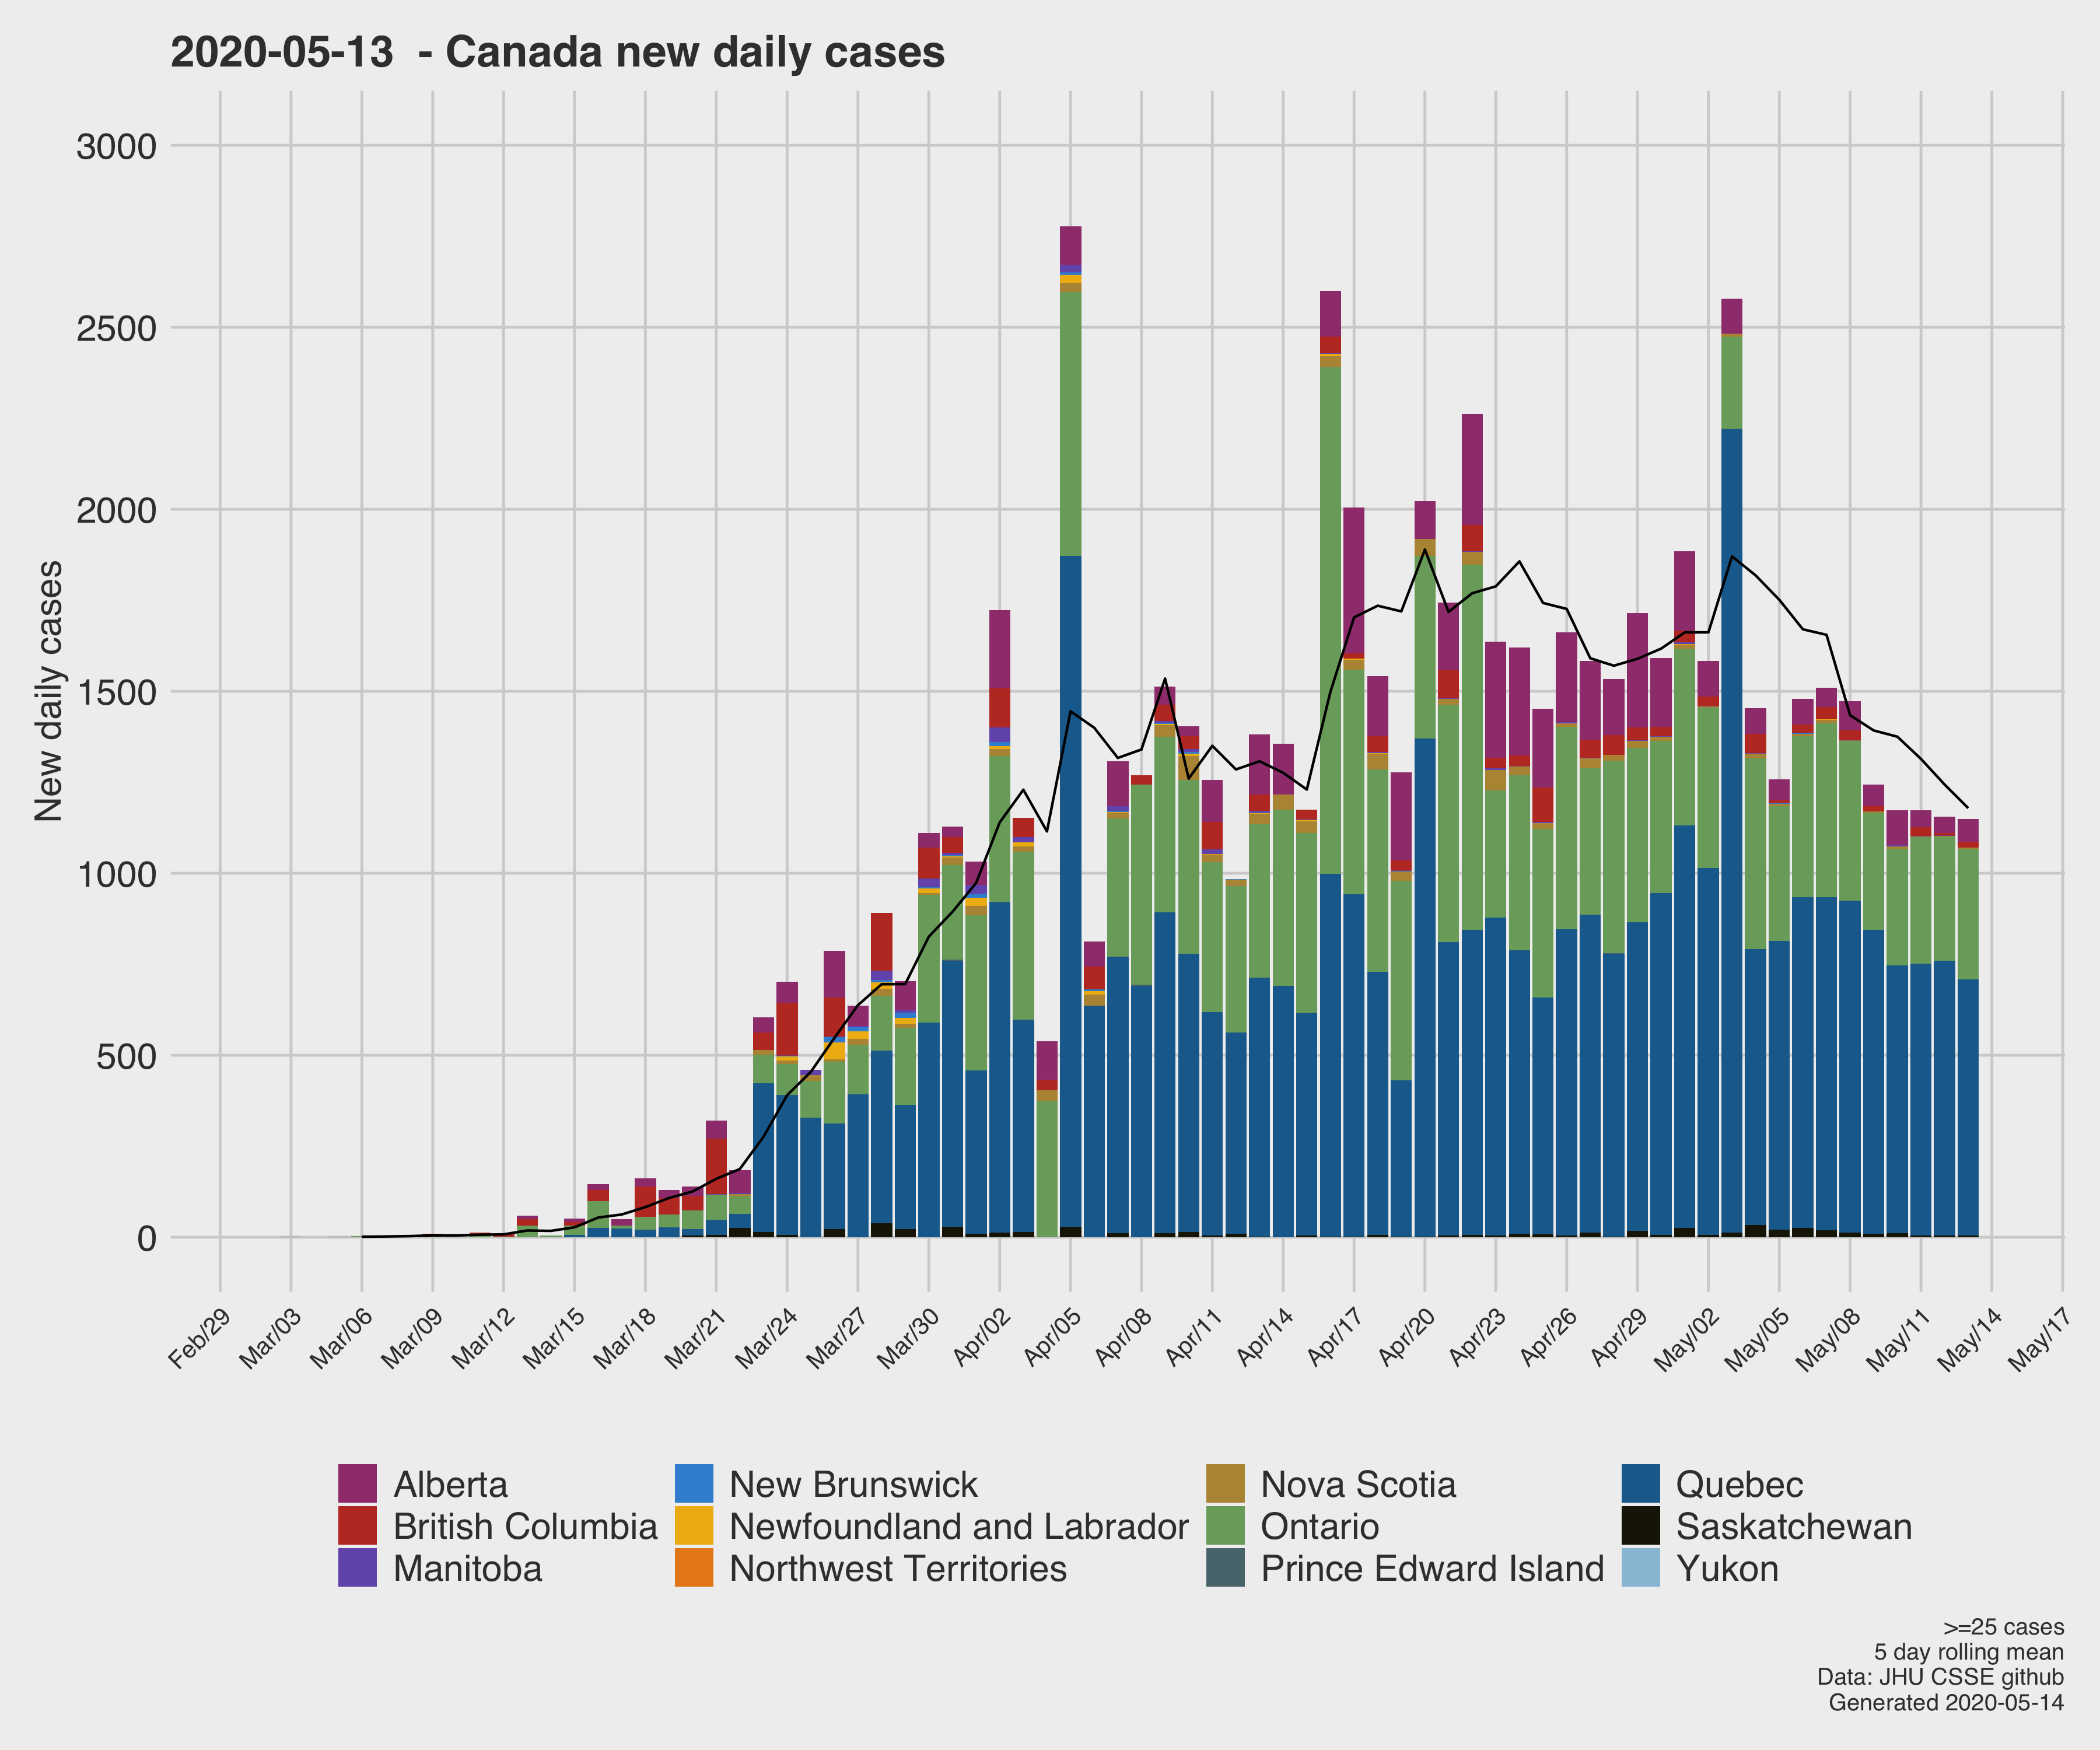 2020-05-13  - Canada new daily cases
New daily cases
3000
2500
2000
1500
1000
500
0
Feb/29 Mar/03 Mar/06 Mar/09 Mar/12 Mar/15 Mar/18 Mar/21 Mar/24 Mar/27 Mar/30 Apr/02 Apr/05 Apr/08 Apr/11 Apr/14 Apr/17 Apr/20 Apr/23 Apr/26 Apr/29 May/02 May/05 May/08 May/11 May/14 May/17
Alberta New Brunswick Nova Scotia Quebec
British Columbia Newfoundland and Labrador Ontario Saskatchewan
Manitoba Northwest Territories Prince Edward Island Yukon
>=25 cases
5 day rolling mean
Data: JHU CSSE github
Generated 2020-05-14